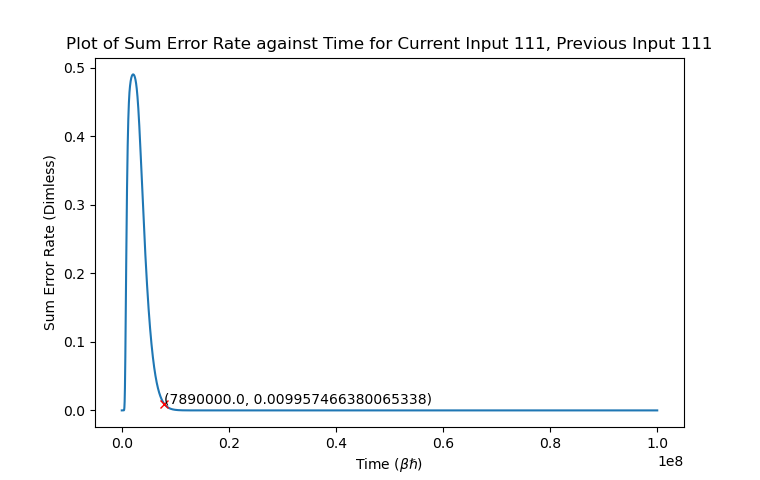 Plot of Sum Error Rate against Time for Current Input 111, Previous Input 111
Sum Error Rate (Dimless)
0.5
0.4
0.3
0.2
0.1
0.0
(7890000.0, 0.009957466380065338)
0.0 0.2 0.4 0.6 0.8 1.0
1e8
Time (βħ)